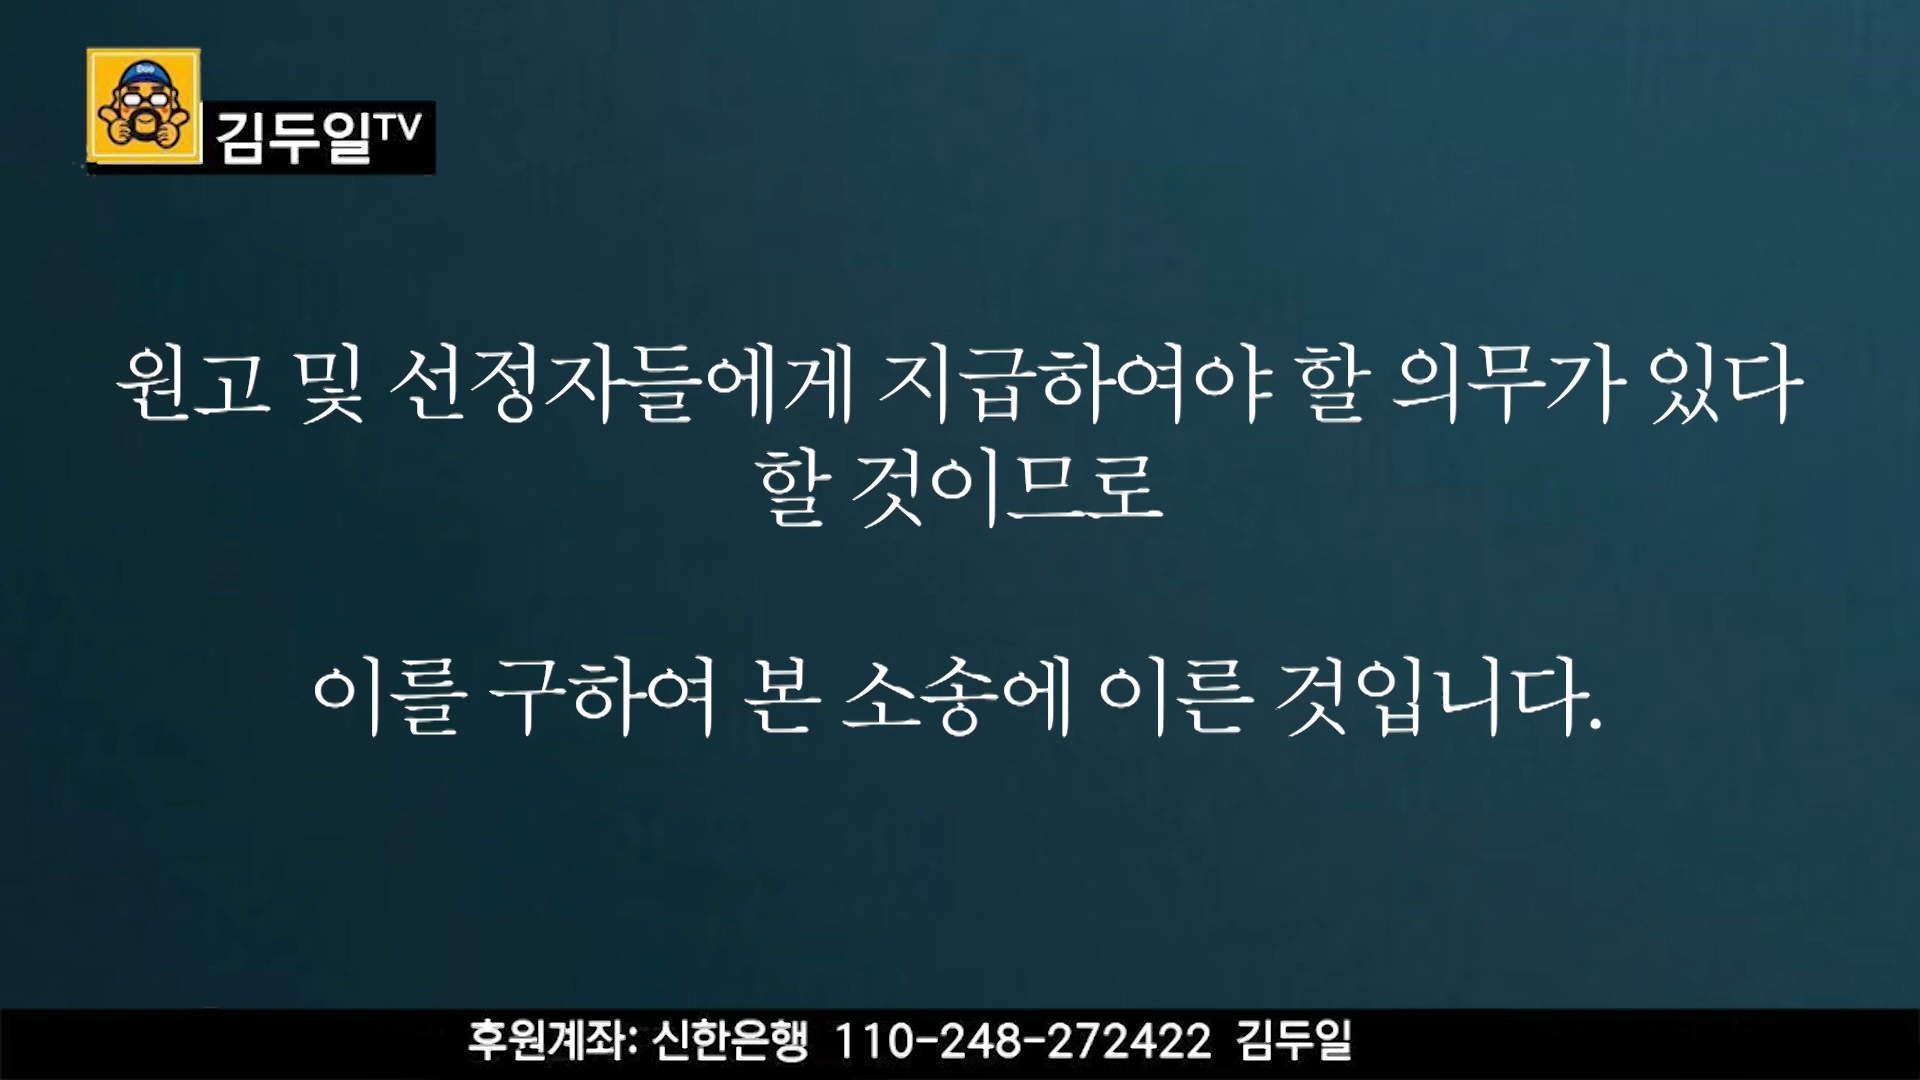 Doo
김두일TV
원고 및 선정자들에게 지급하여야 할 의무가 있다
할 것이므로
이를 구하여 본 소송에 이른 것입니다.
후원계좌: 신한은행 110-248-272422 김두일